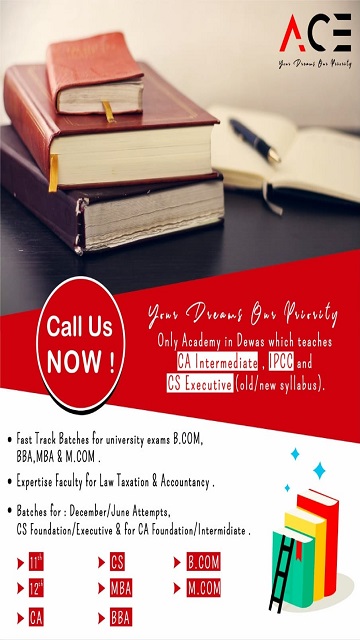 ACE
Your Dreams Our Priority
Call Us
NOW !
Your Dreams Our Priority
Only Academy in Dewas which teaches
CA Intermediate , IPCC and
CS Executive (old/new syllabus).
• Fast Track Batches for university exams B.COM,
BBA,MBA & M.COM .
• Expertise Faculty for Law Taxation & Accountancy .
• Batches for : December/June Attempts,
CS Foundation/Executive & for CA Foundation/Intermidiate .
11th
CS
B.COM
12th
MBA
M.COM
CA
BBA